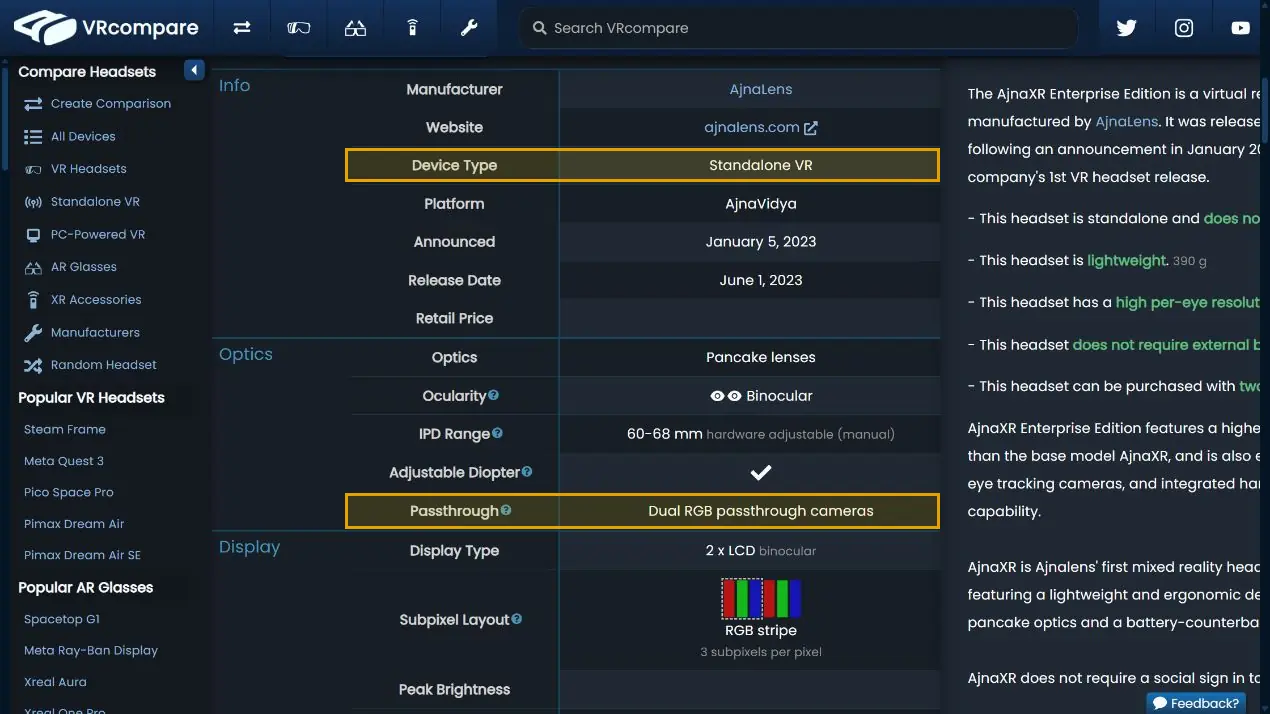 VRcompare
Search VRcompare
Compare Headsets
Create Comparison
All Devices
VR Headsets
Standalone VR
PC-Powered VR
AR Glasses
XR Accessories
Manufacturers
Random Headset
Popular VR Headsets
Steam Frame
Meta Quest 3
Pico Space Pro
Pimax Dream Air
Pimax Dream Air SE
Popular AR Glasses
Spacetop G1
Meta Ray-Ban Display
Xreal Aura
Xreal One Pro
Info
Manufacturer AjnaLens
Website ajnalens.com
Device Type Standalone VR
Platform AjnaVidya
Announced January 5, 2023
Release Date June 1, 2023
Retail Price
Optics
Optics Pancake lenses
Ocularity Binocular
IPD Range 60-68 mm hardware adjustable (manual)
Adjustable Diopter
Passthrough Dual RGB passthrough cameras
Display
Display Type 2 x LCD binocular
Subpixel Layout RGB stripe
3 subpixels per pixel
Peak Brightness
The AjnaXR Enterprise Edition is a virtual re
manufactured by AjnaLens. It was release
following an announcement in January 20
company's 1st VR headset release.
- This headset is standalone and does no
- This headset is lightweight. 390 g
- This headset has a high per-eye resolut
- This headset does not require external b
- This headset can be purchased with two
AjnaXR Enterprise Edition features a highe
than the base model AjnaXR, and is also e
eye tracking cameras, and integrated han
capability.
AjnaXR is Ajnalens' first mixed reality head
featuring a lightweight and ergonomic de
pancake optics and a battery-counterba
AjnaXR does not require a social sign in to
Feedback?